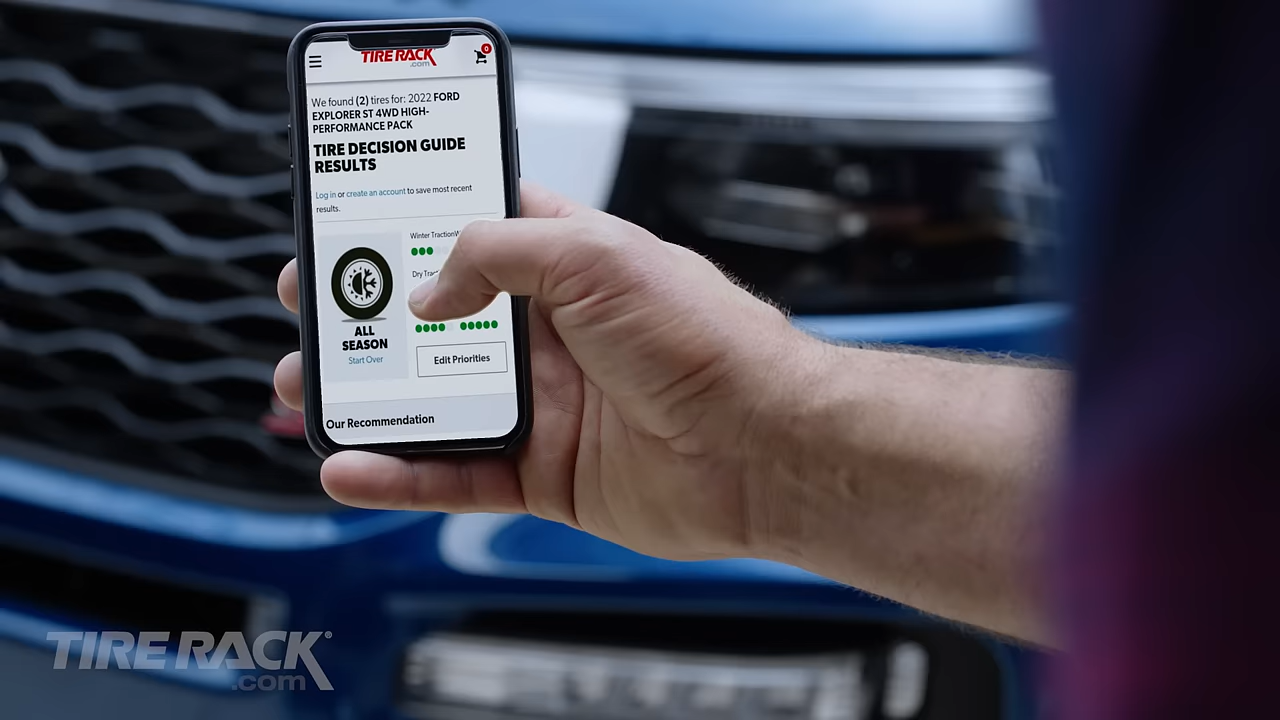 TIRE RACK
.com
0
We found (2) tires for: 2022 FORD
EXPLORER ST 4WD HIGH-
PERFORMANCE PACK
TIRE DECISION GUIDE
RESULTS
Log in or create an account to save most recent
results.
Winter Traction
Dry
ALL
SEASON
Start Over
Edit Priorities
Our Recommendation
TIRE RACK®
.com